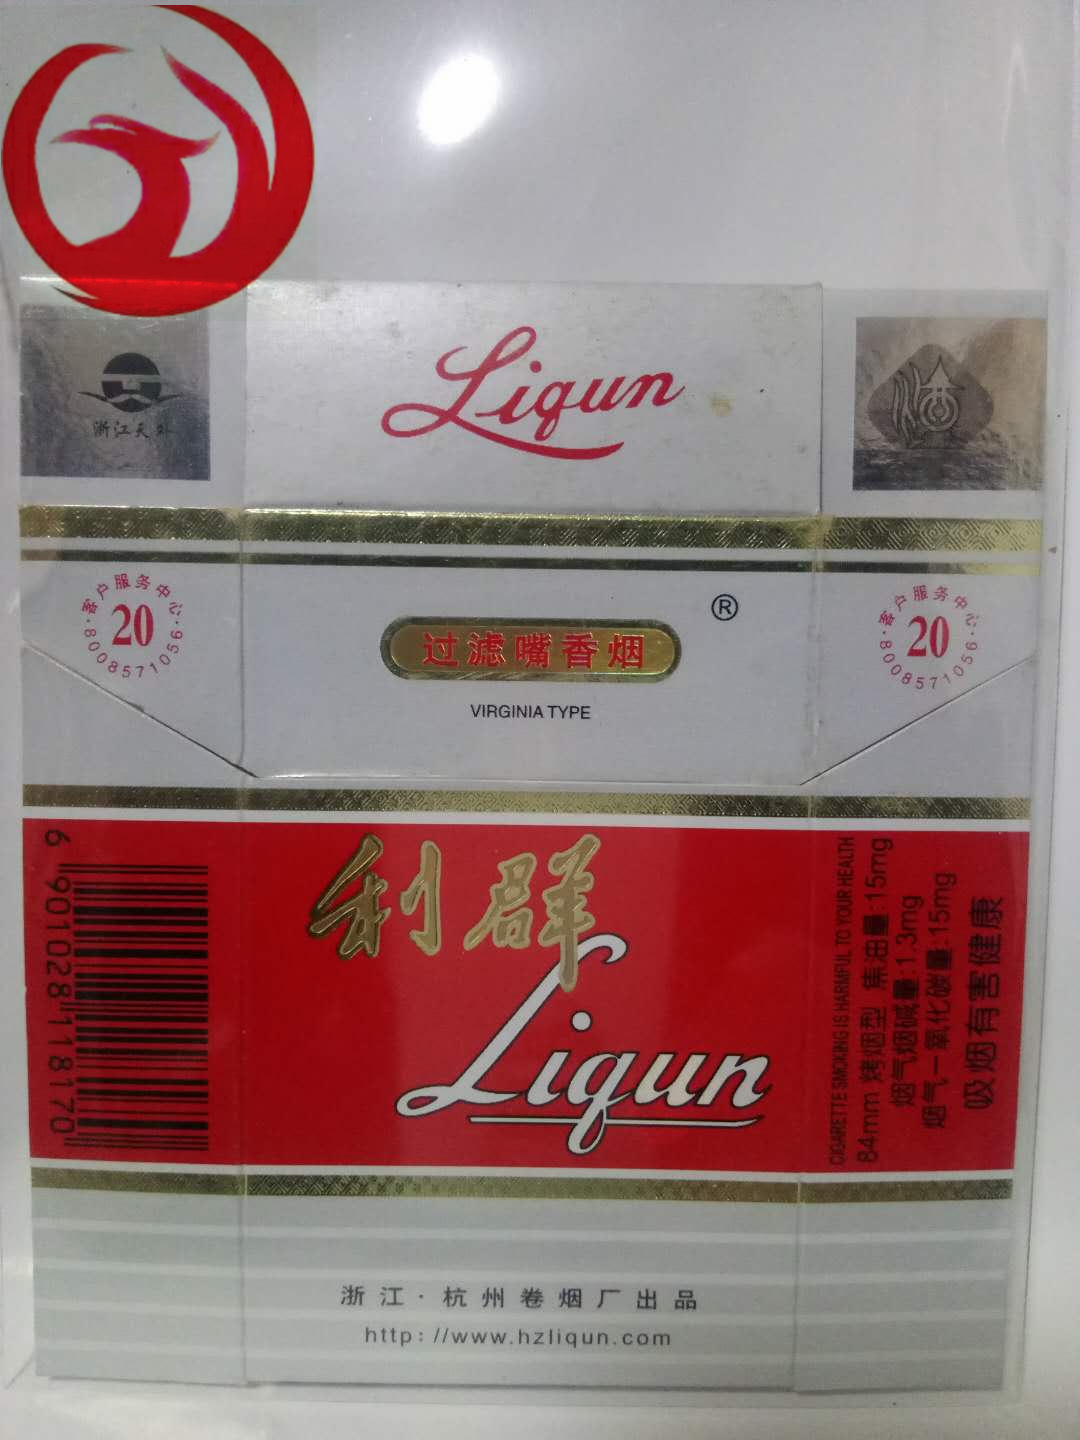 Liqun
浙江天外
客户服务中心
20
8008571056
®
过滤嘴香烟
VIRGINIA TYPE
客户服务中心
20
8008571056
利群
Liqun
6 901028 118170
CIGARETTE SMOKING IS HARMFUL TO YOUR HEALTH
84mm 烤烟型 焦油量:15mg
烟气烟碱量:1.3mg
烟气一氧化碳量:15mg
吸烟有害健康
浙江·杭州卷烟厂出品
http://www.hzliqun.com